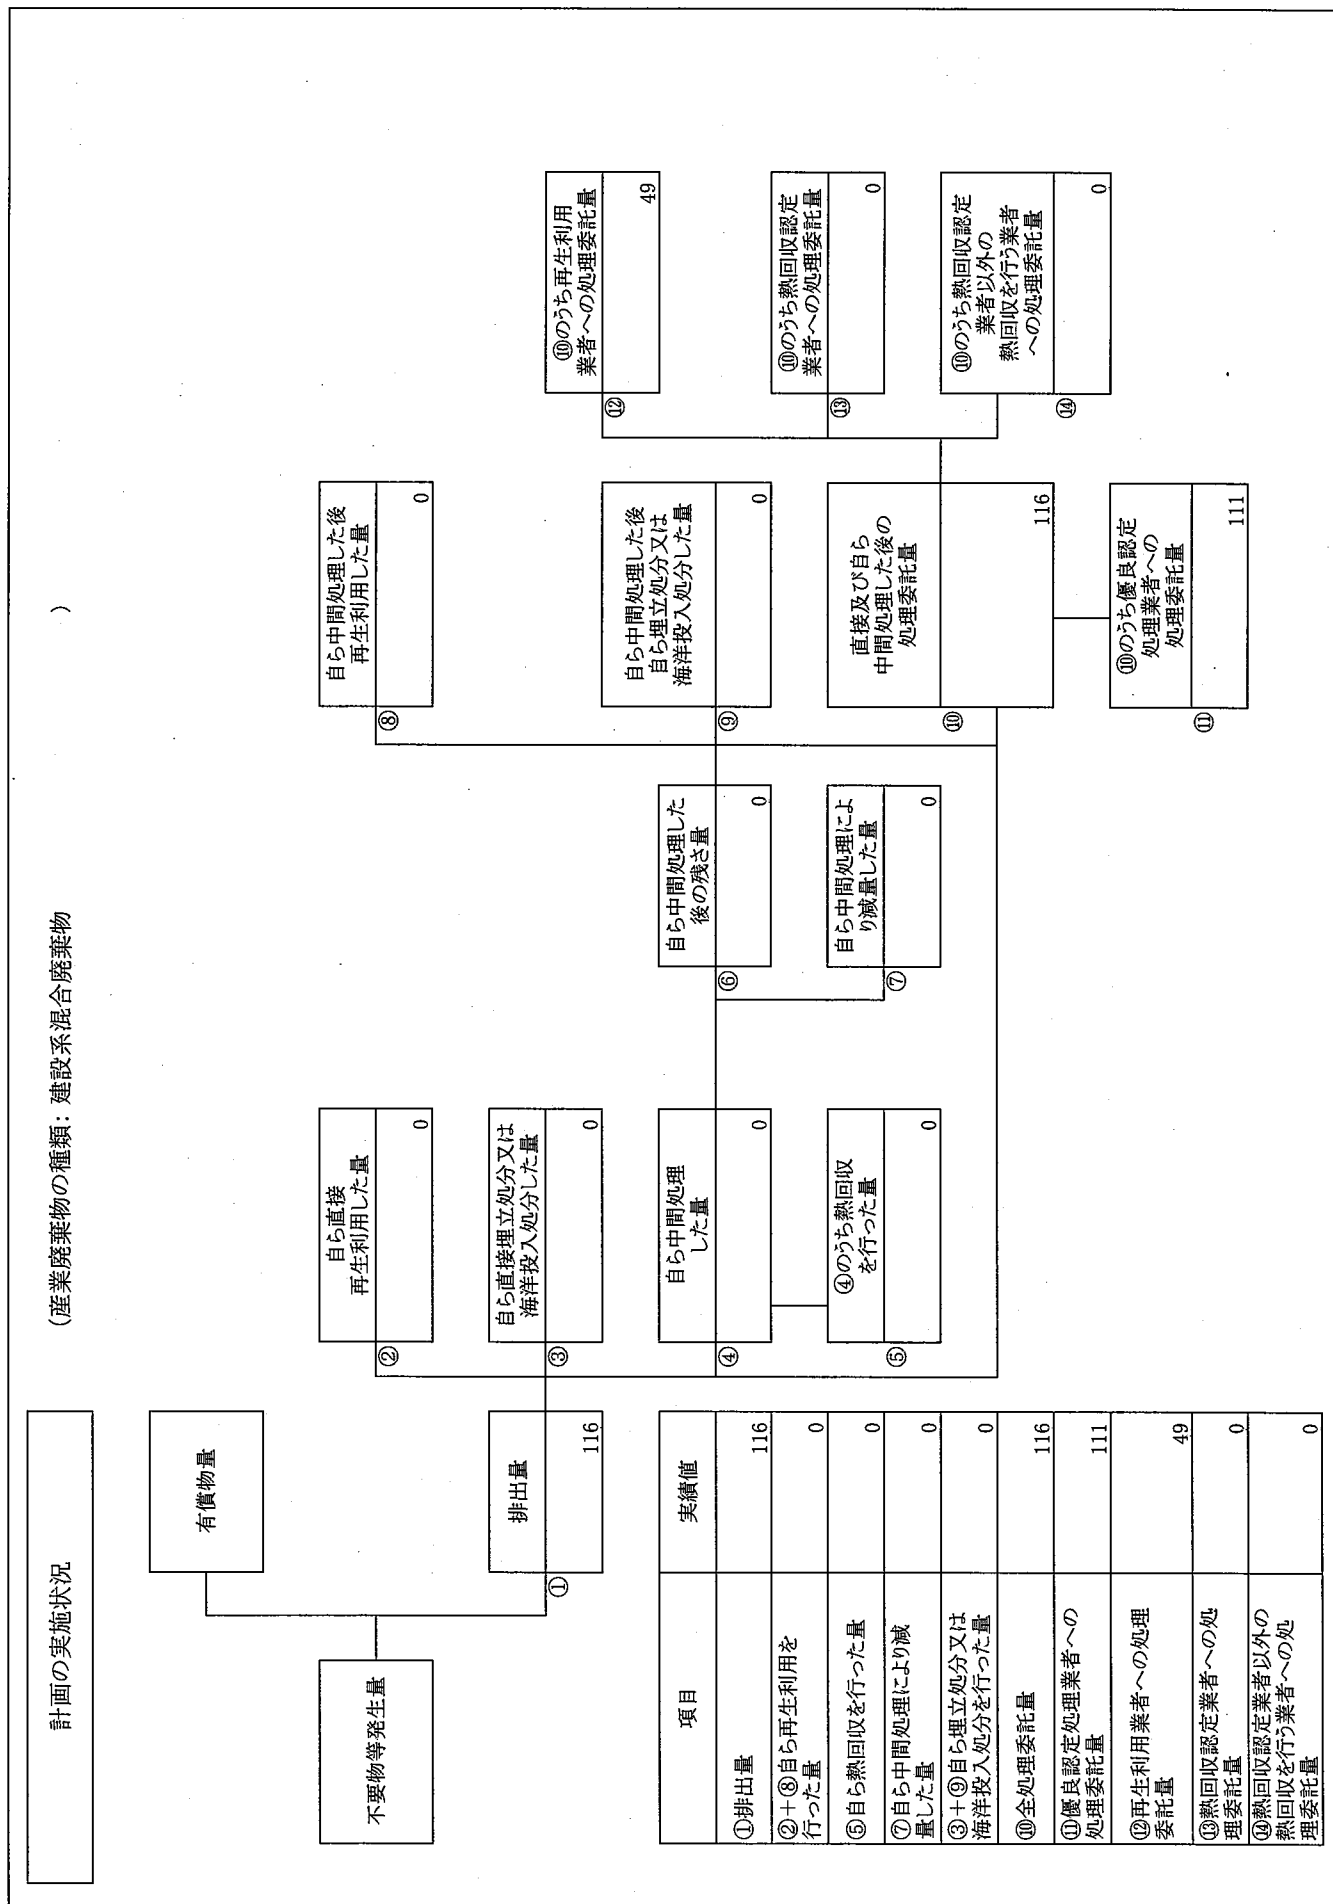 計画の実施状況
(産業廃棄物の種類: 建設系混合廃棄物 )
不要物等発生量
有償物量
①
排出量
116
②
自ら直接
再生利用した量
0
③
自ら直接埋立処分又は
海洋投入処分した量
0
④
自ら中間処理
した量
0
⑤
④のうち熱回収
を行った量
0
⑥
自ら中間処理した
後の残さ量
0
⑦
自ら中間処理によ
り減量した量
0
⑧
自ら中間処理した後
再生利用した量
0
⑨
自ら中間処理した後
自ら埋立処分又は
海洋投入処分した量
0
⑩
直接及び自ら
中間処理した後の
処理委託量
116
⑪
⑩のうち優良認定
処理業者への
処理委託量
111
⑫
⑩のうち再生利用
業者への処理委託量
49
⑬
⑩のうち熱回収認定
業者への処理委託量
0
⑭
⑩のうち熱回収認定
業者以外の
熱回収を行う業者
への処理委託量
0
項目 実績値
①排出量 116
②+⑧自ら再生利用を
行った量 0
⑤自ら熱回収を行った量 0
⑦自ら中間処理により減
量した量 0
③+⑨自ら埋立処分又は
海洋投入処分を行った量 0
⑩全処理委託量 116
⑪優良認定処理業者への
処理委託量 111
⑫再生利用業者への処理
委託量 49
⑬熱回収認定業者への処
理委託量 0
⑭熱回収認定業者以外の
熱回収を行う業者への処
理委託量 0